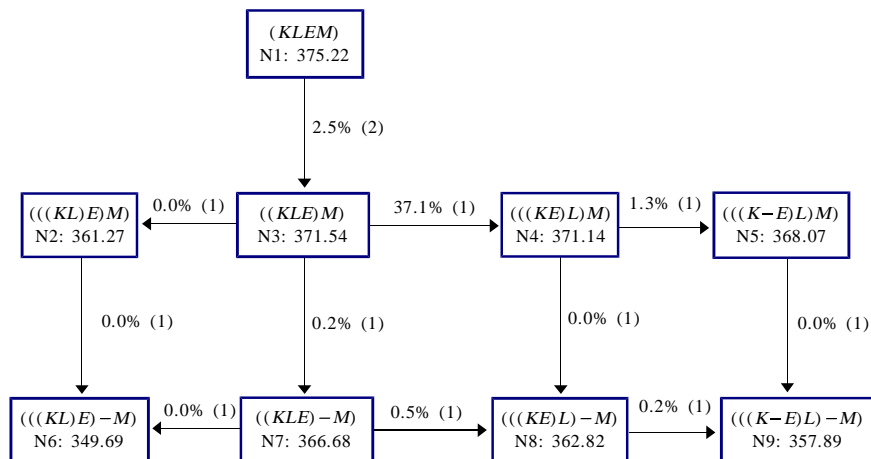 (KLEM)
N1: 375.22
2.5% (2)
(((KL)E)M)
N2: 361.27
0.0% (1)
((KLE)M)
N3: 371.54
37.1% (1)
(((KE)L)M)
N4: 371.14
1.3% (1)
(((K−E)L)M)
N5: 368.07
0.0% (1)
0.2% (1)
0.0% (1)
0.0% (1)
(((KL)E)−M)
N6: 349.69
0.0% (1)
((KLE)−M)
N7: 366.68
0.5% (1)
(((KE)L)−M)
N8: 362.82
0.2% (1)
(((K−E)L)−M)
N9: 357.89